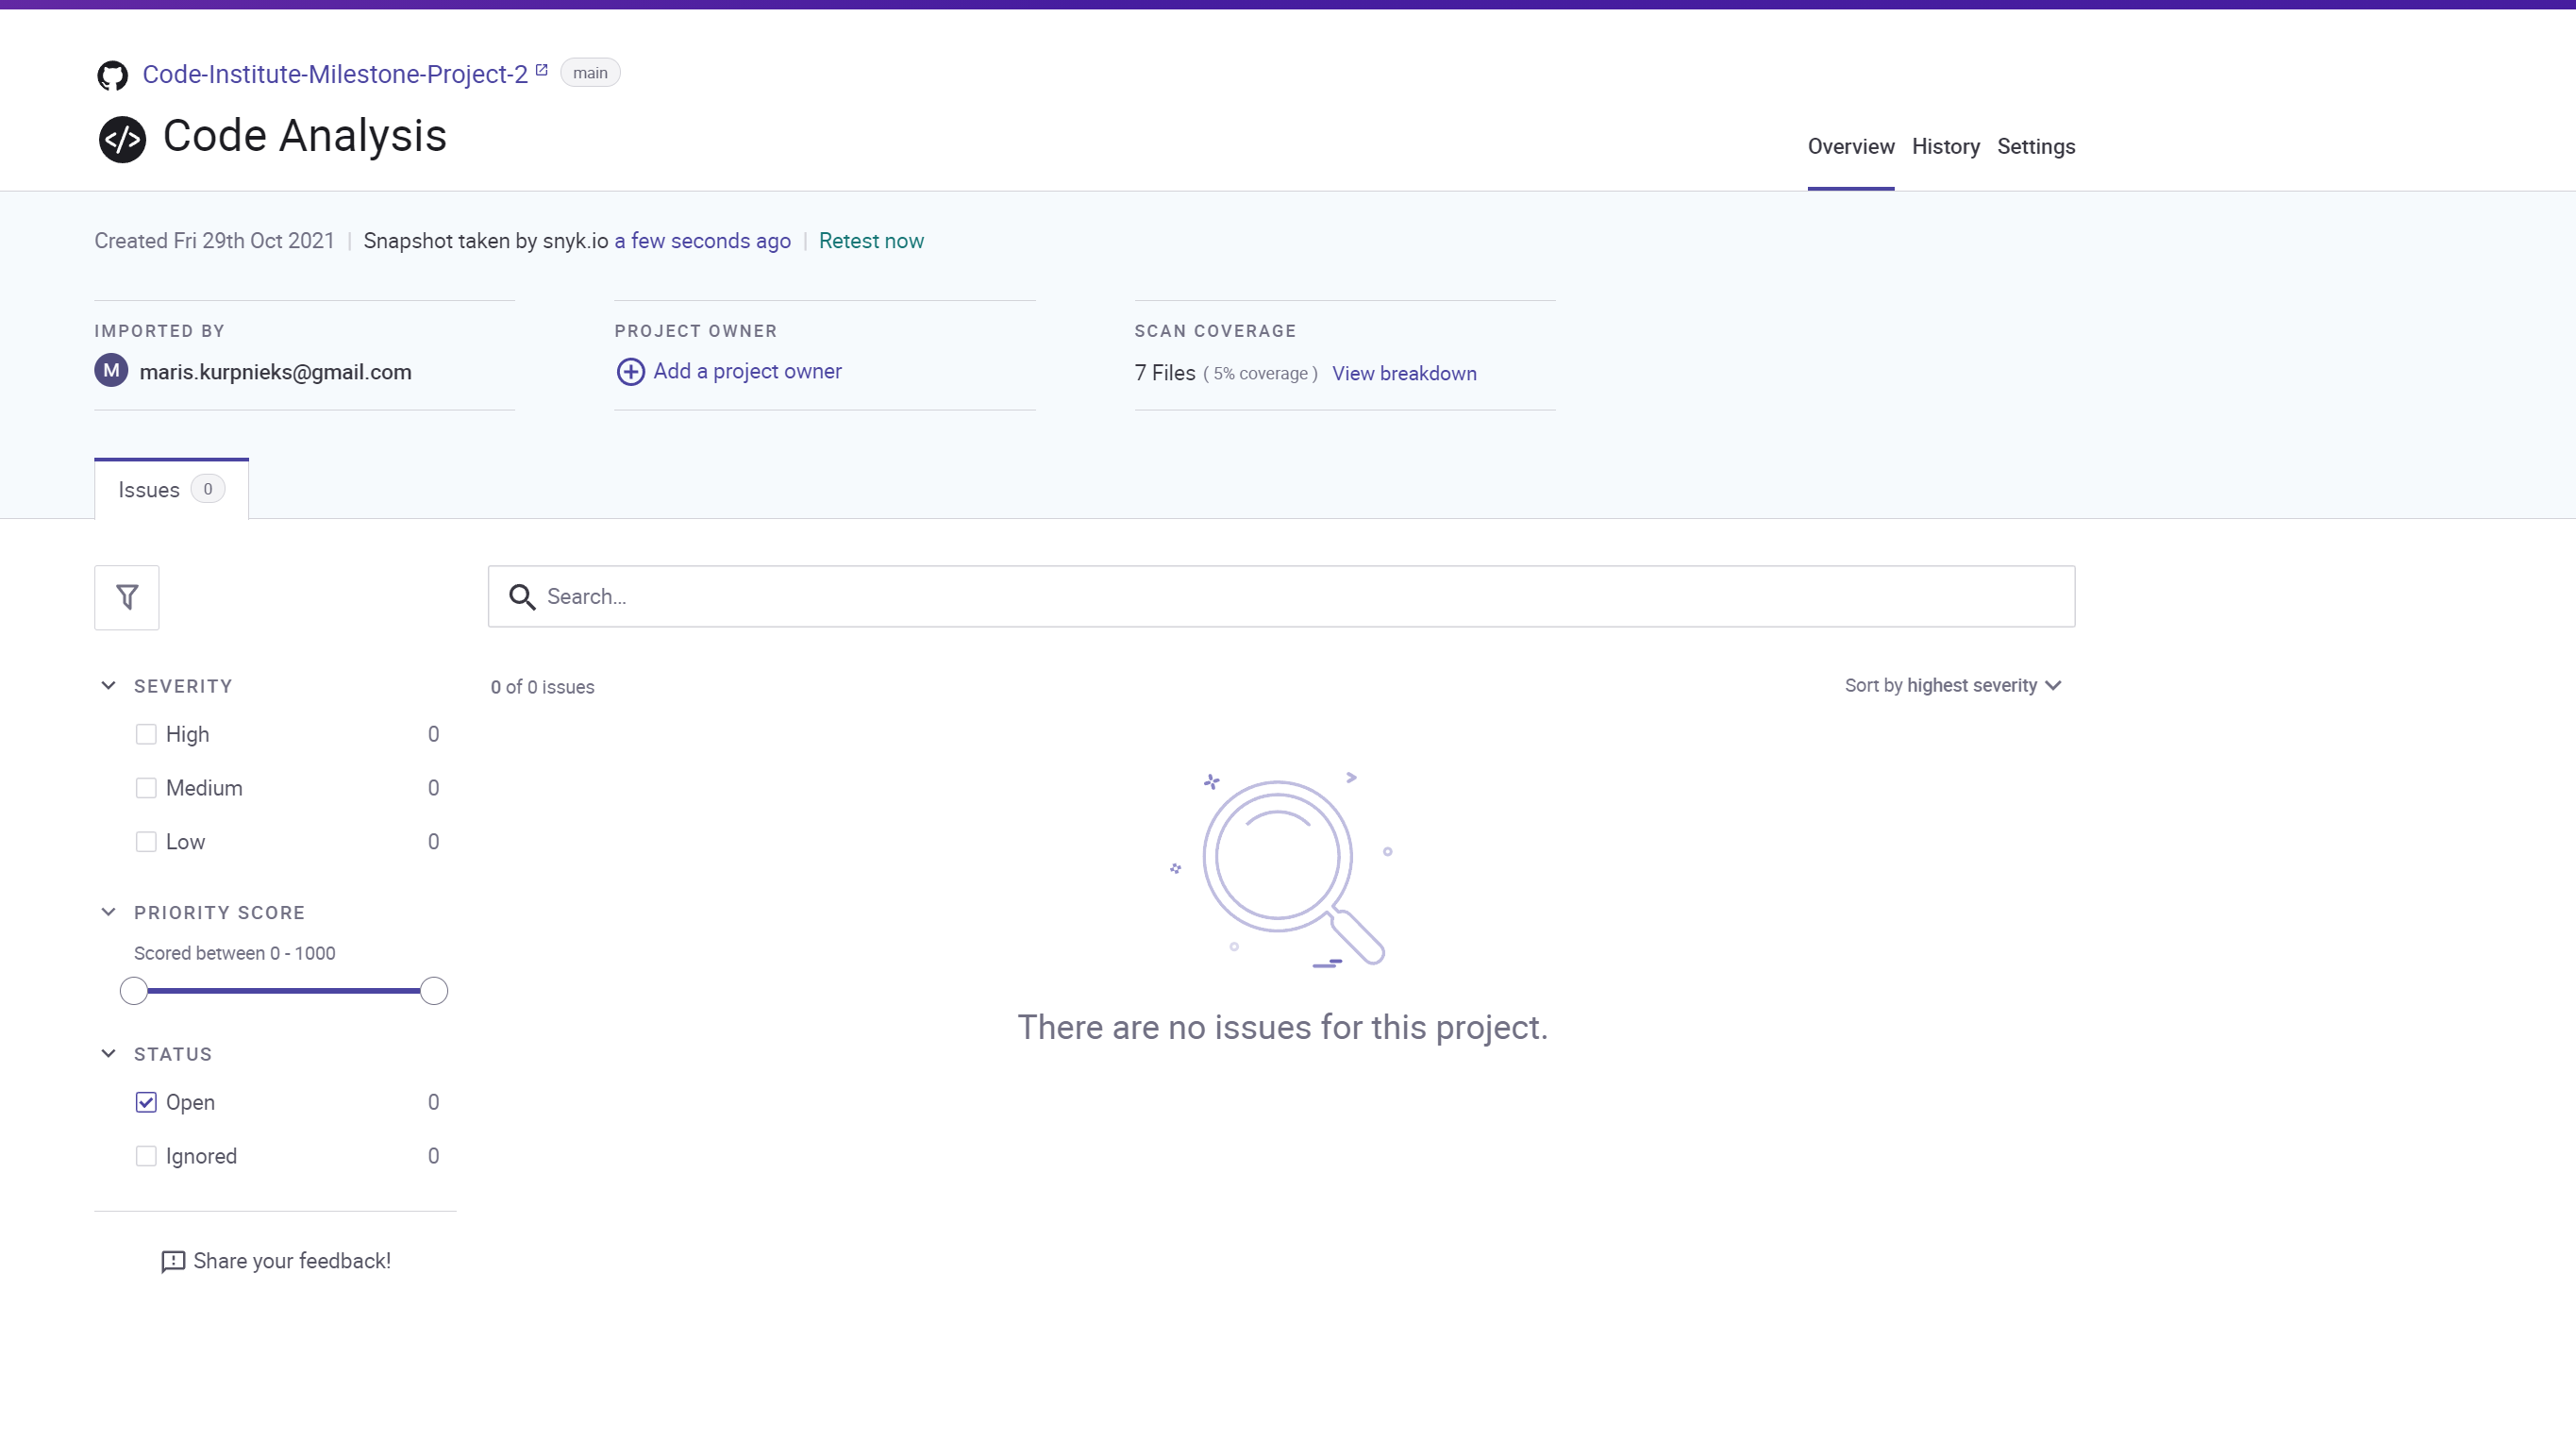 Code-Institute-Milestone-Project-2 main
Code Analysis
Overview History Settings
Created Fri 29th Oct 2021 | Snapshot taken by snyk.io a few seconds ago | Retest now
IMPORTED BY
M maris.kurpnieks@gmail.com
PROJECT OWNER
Add a project owner
SCAN COVERAGE
7 Files ( 5% coverage ) View breakdown
Issues 0
Search...
SEVERITY
High 0
Medium 0
Low 0
PRIORITY SCORE
Scored between 0 - 1000
STATUS
Open 0
Ignored 0
Share your feedback!
0 of 0 issues
Sort by highest severity
There are no issues for this project.